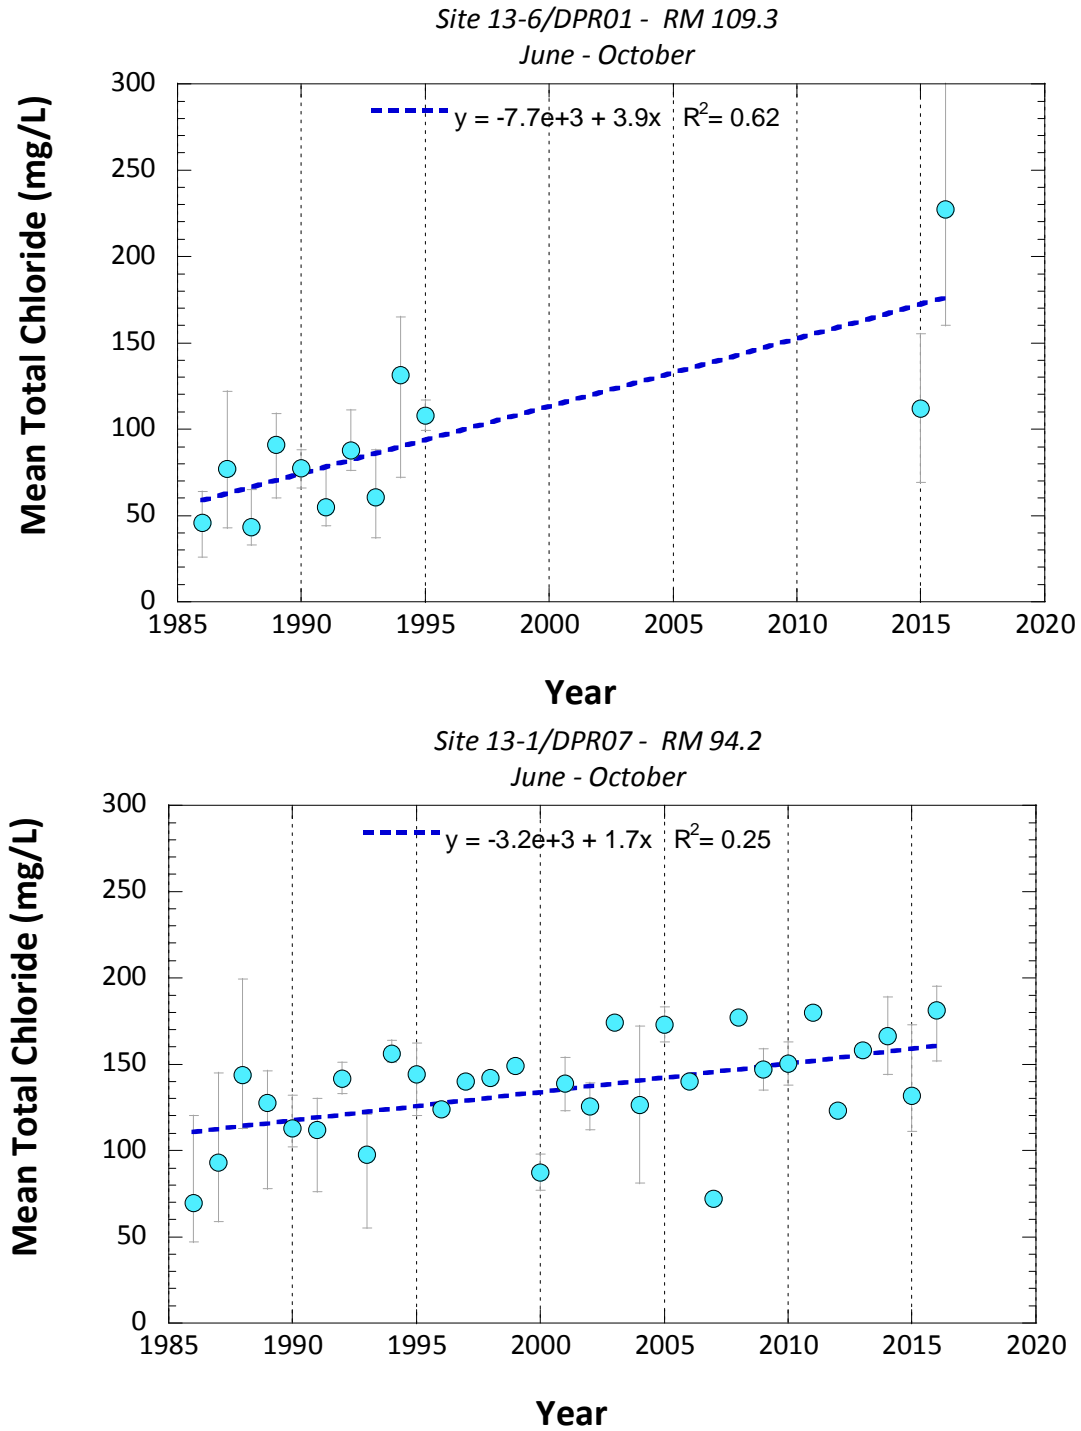 Site 13-6/DPR01 - RM 109.3
June - October
Mean Total Chloride (mg/L)
300
250
200
150
100
50
0
y = -7.7e+3 + 3.9x R2= 0.62
1985 1990 1995 2000 2005 2010 2015 2020
Year
Site 13-1/DPR07 - RM 94.2
June - October
Mean Total Chloride (mg/L)
300
250
200
150
100
50
0
y = -3.2e+3 + 1.7x R2= 0.25
1985 1990 1995 2000 2005 2010 2015 2020
Year